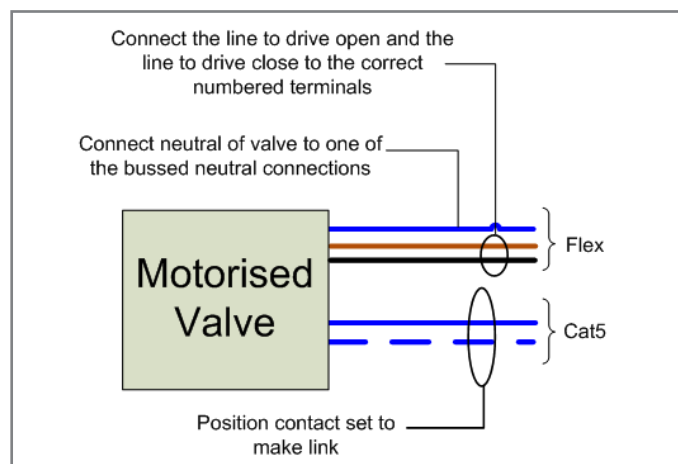 Connect the line to drive open and the
line to drive close to the correct
numbered terminals
Connect neutral of valve to one of
the bussed neutral connections
Motorised
Valve
Flex
Cat5
Position contact set to
make link